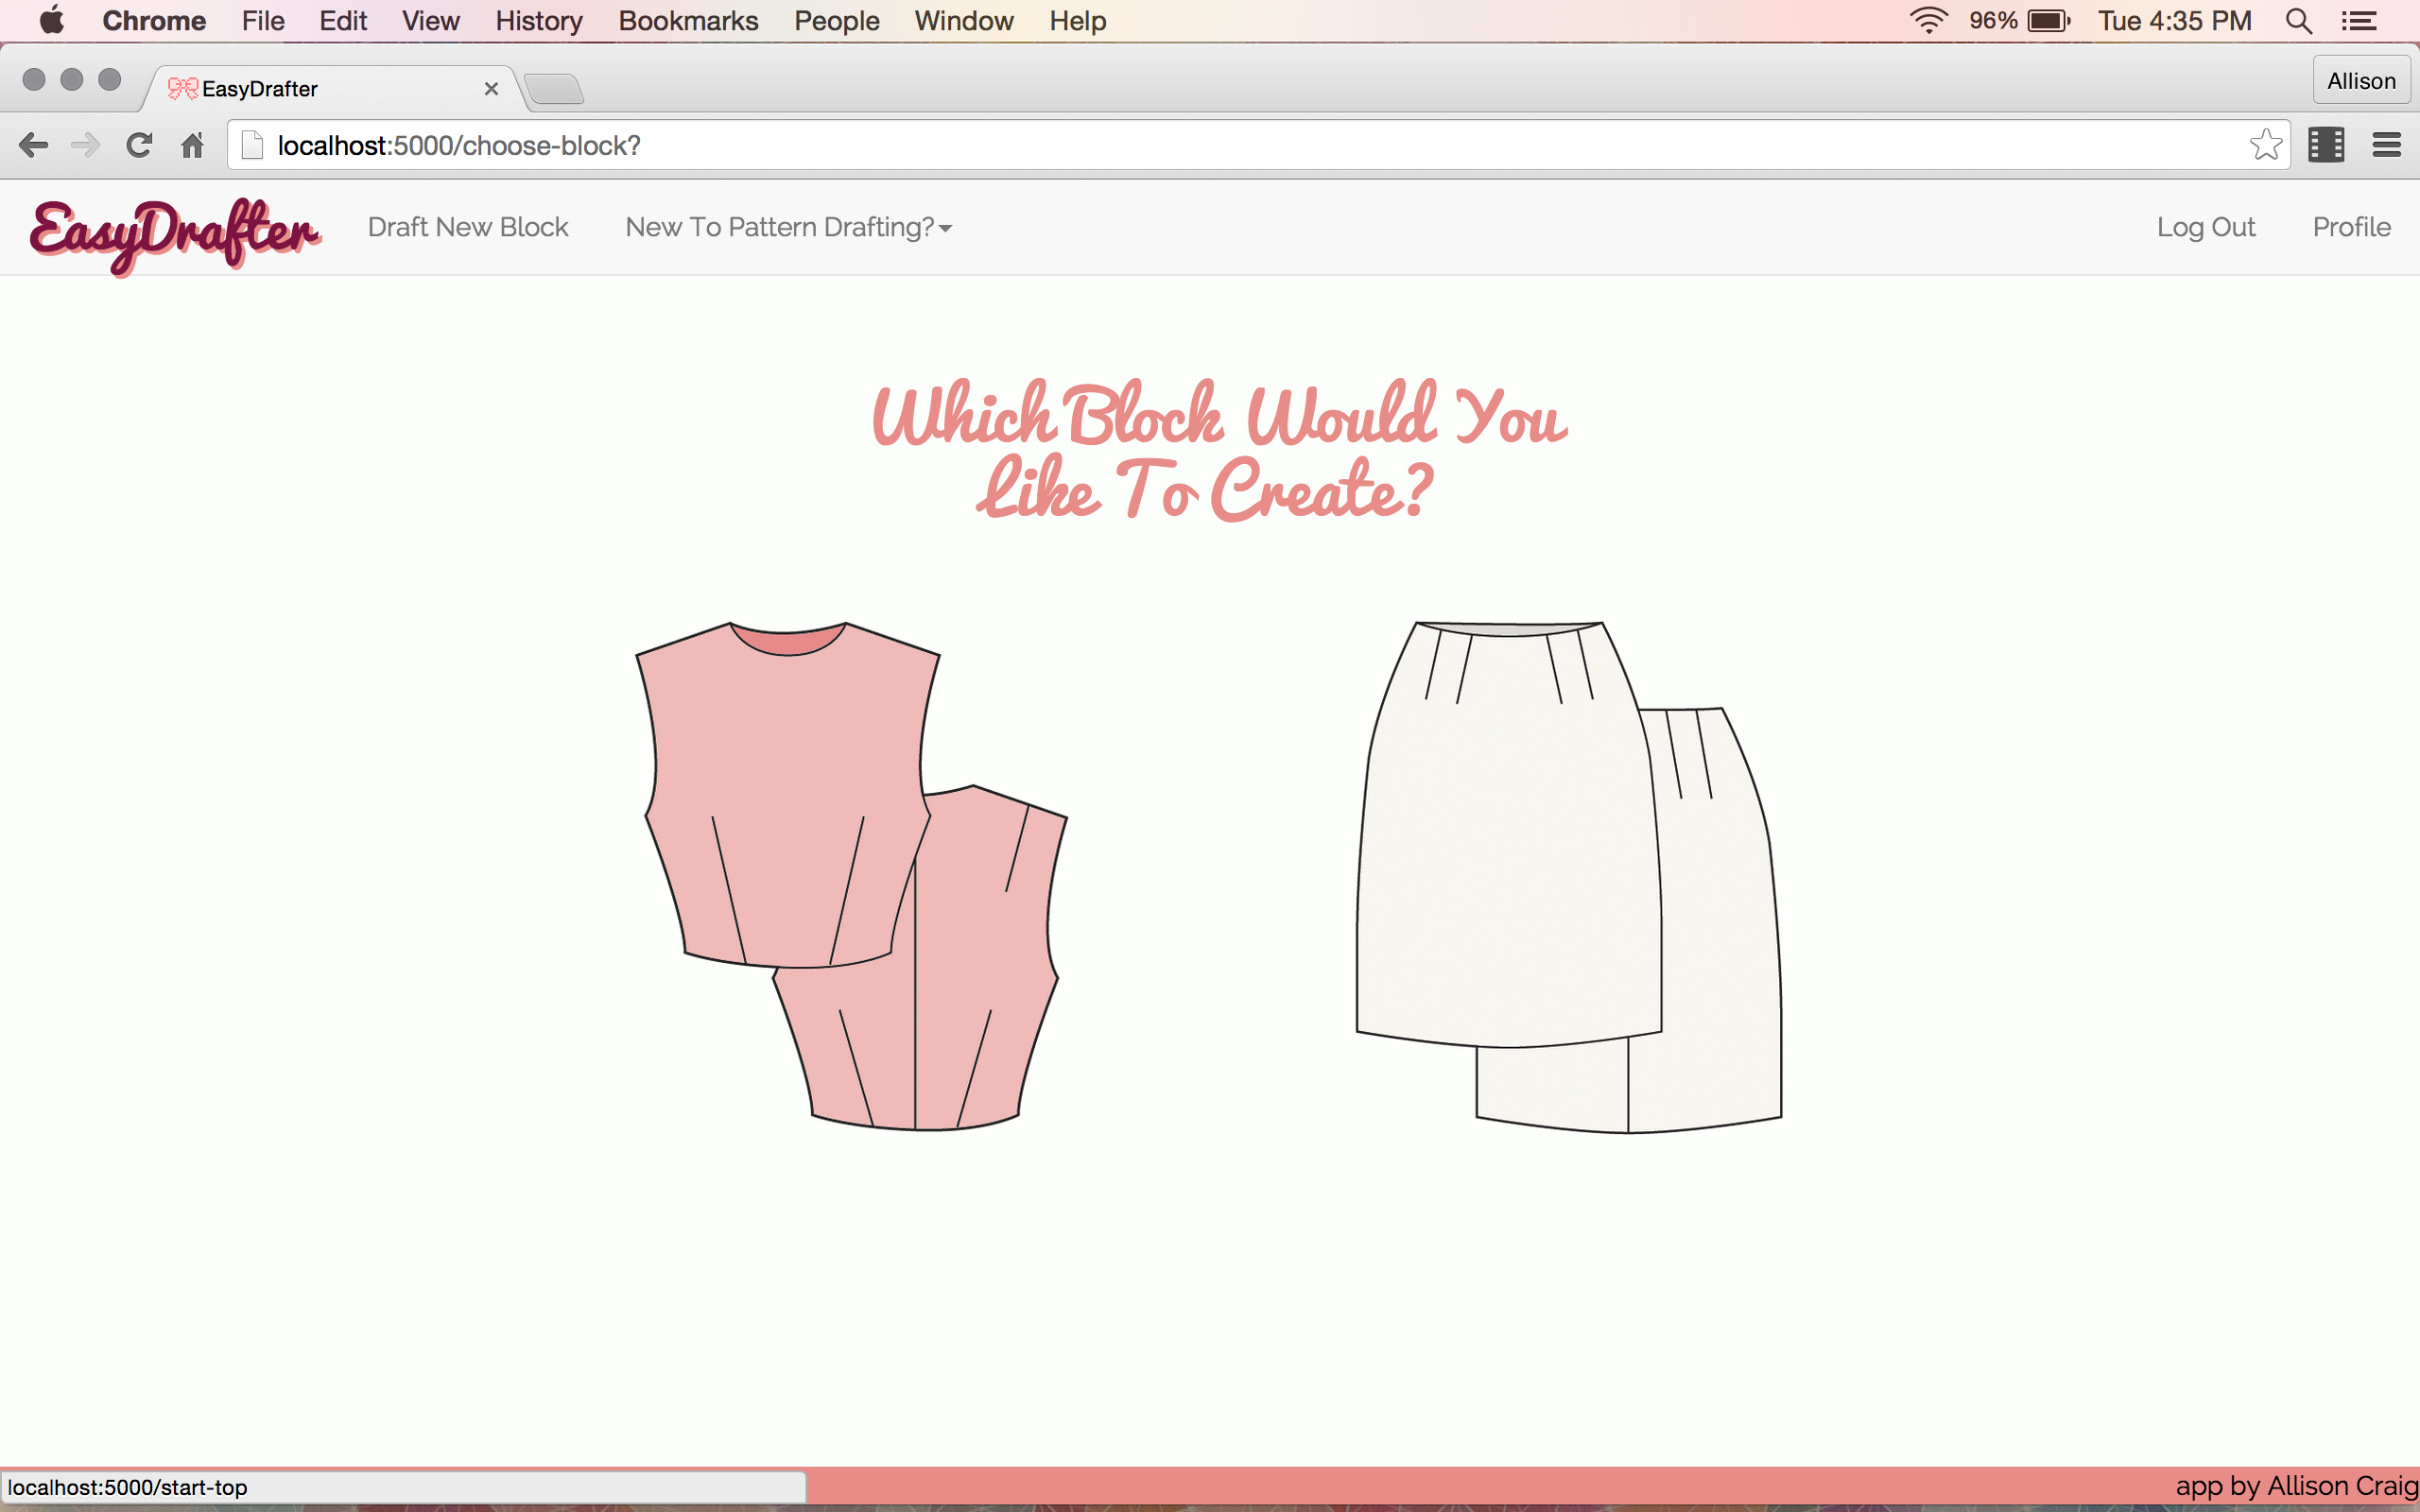 Chrome File Edit View History Bookmarks People Window Help 96% Tue 4:35 PM
EasyDrafter Allison
localhost:5000/choose-block?
EasyDrafter Draft New Block New To Pattern Drafting? Log Out Profile
Which Block Would You
Like To Create?
localhost:5000/start-top app by Allison Craig